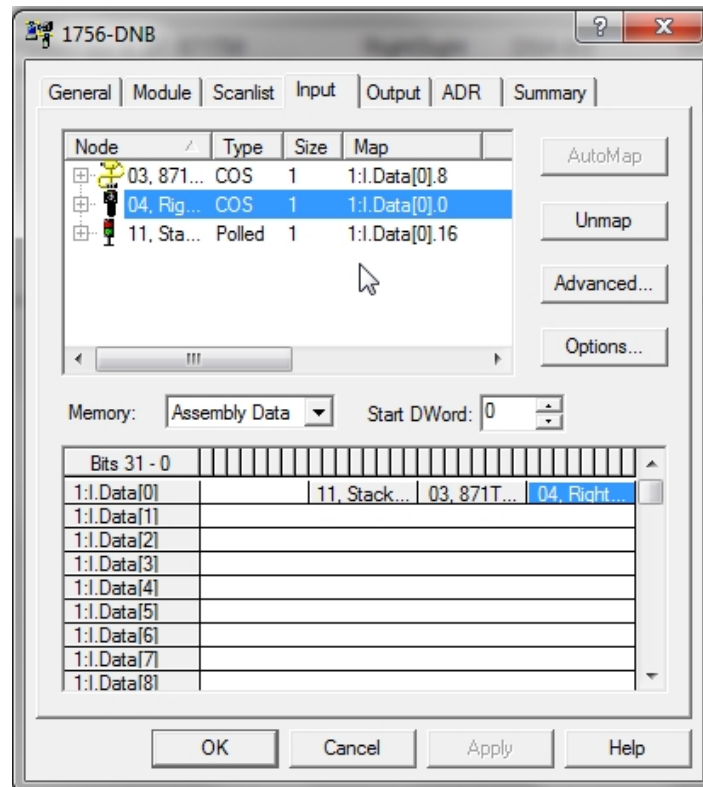 1756-DNB
General Module Scanlist Input Output ADR Summary
Node Type Size Map
03, 871... COS 1 1:I.Data[0].8
04, Rig... COS 1 1:I.Data[0].0
11, Sta... Polled 1 1:I.Data[0].16
AutoMap
Unmap
Advanced...
Options...
Memory: Assembly Data Start DWord: 0
Bits 31 - 0
1:I.Data[0] 11, Stack... 03, 871T... 04, Right...
1:I.Data[1]
1:I.Data[2]
1:I.Data[3]
1:I.Data[4]
1:I.Data[5]
1:I.Data[6]
1:I.Data[7]
1:I.Data[8]
OK Cancel Apply Help